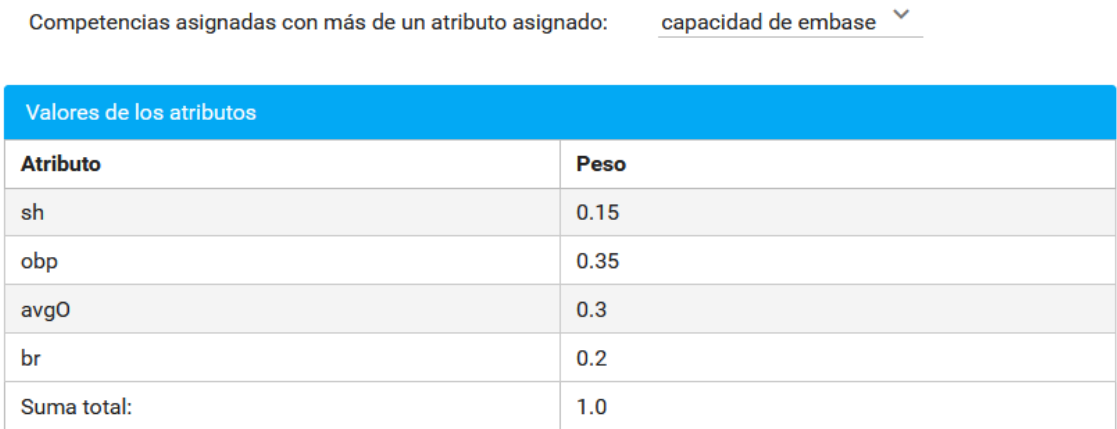 Competencias asignadas con más de un atributo asignado: capacidad de embase
Valores de los atributos
Atributo Peso
sh 0.15
obp 0.35
avgO 0.3
br 0.2
Suma total: 1.0